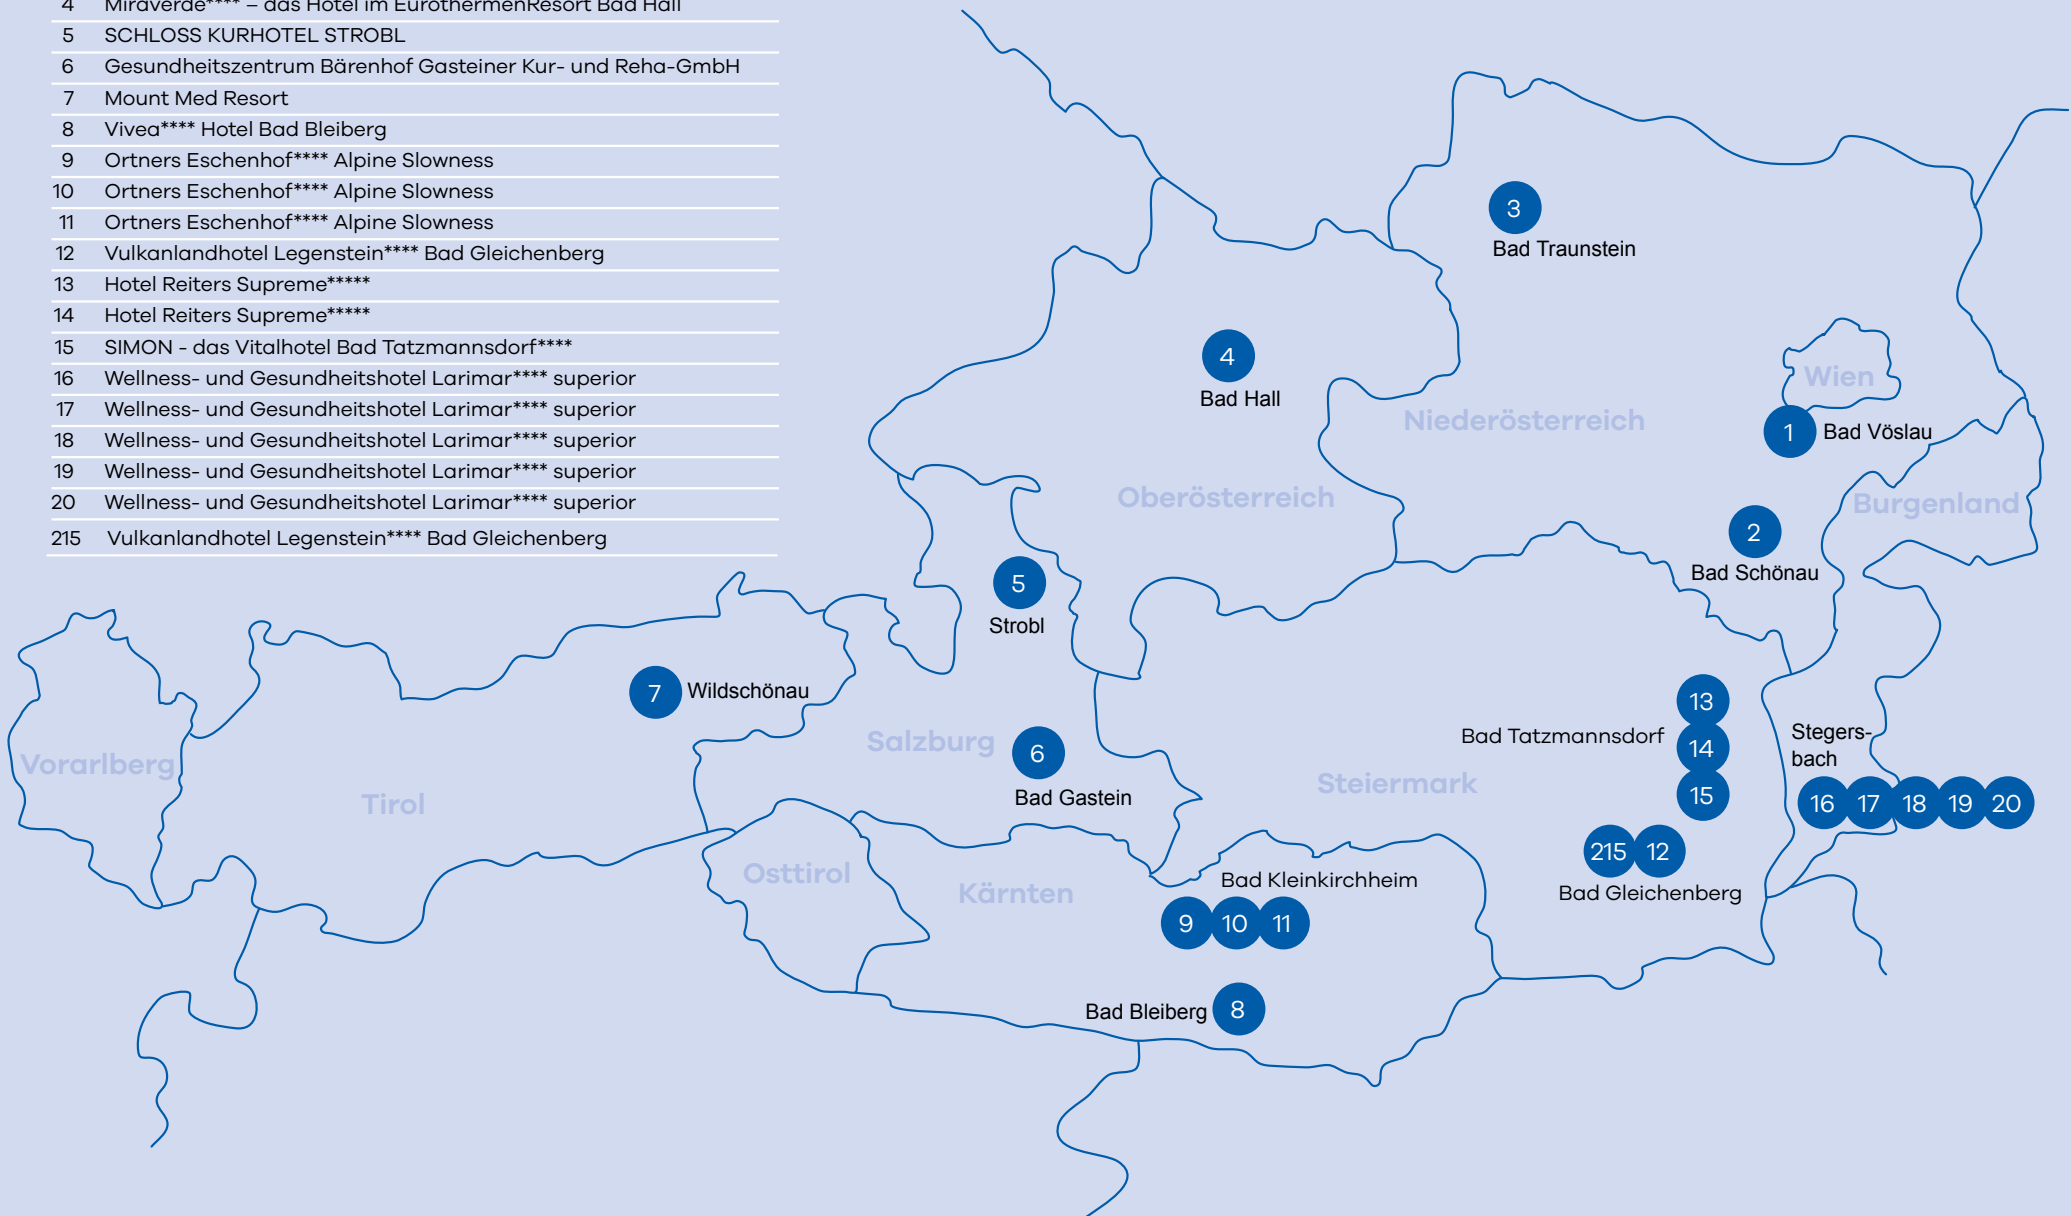 4 Miraverde**** – das Hotel im EurothermenResort Bad Hall
5 SCHLOSS KURHOTEL STROBL
6 Gesundheitszentrum Bärenhof Gasteiner Kur- und Reha-GmbH
7 Mount Med Resort
8 Vivea**** Hotel Bad Bleiberg
9 Ortners Eschenhof**** Alpine Slowness
10 Ortners Eschenhof**** Alpine Slowness
11 Ortners Eschenhof**** Alpine Slowness
12 Vulkanlandhotel Legenstein**** Bad Gleichenberg
13 Hotel Reiters Supreme*****
14 Hotel Reiters Supreme*****
15 SIMON - das Vitalhotel Bad Tatzmannsdorf****
16 Wellness- und Gesundheitshotel Larimar**** superior
17 Wellness- und Gesundheitshotel Larimar**** superior
18 Wellness- und Gesundheitshotel Larimar**** superior
19 Wellness- und Gesundheitshotel Larimar**** superior
20 Wellness- und Gesundheitshotel Larimar**** superior
215 Vulkanlandhotel Legenstein**** Bad Gleichenberg
3
Bad Traunstein
4
Bad Hall
Wien
Niederösterreich
1 Bad Vöslau
Oberösterreich
Burgenland
2
Bad Schönau
5
Strobl
7 Wildschönau
13
Bad Tatzmannsdorf 14
15
Stegers-
bach
16 17 18 19 20
Salzburg
6
Bad Gastein
Vorarlberg
Tirol
Steiermark
215 12
Bad Gleichenberg
Osttirol
Kärnten
Bad Kleinkirchheim
9 10 11
Bad Bleiberg 8